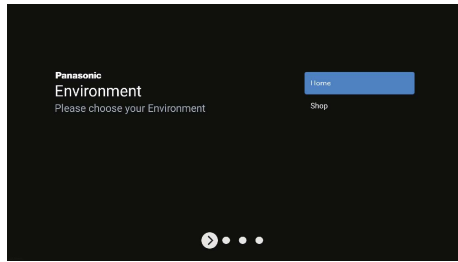 Panasonic
Environment
Please choose your Environment
Home
Shop